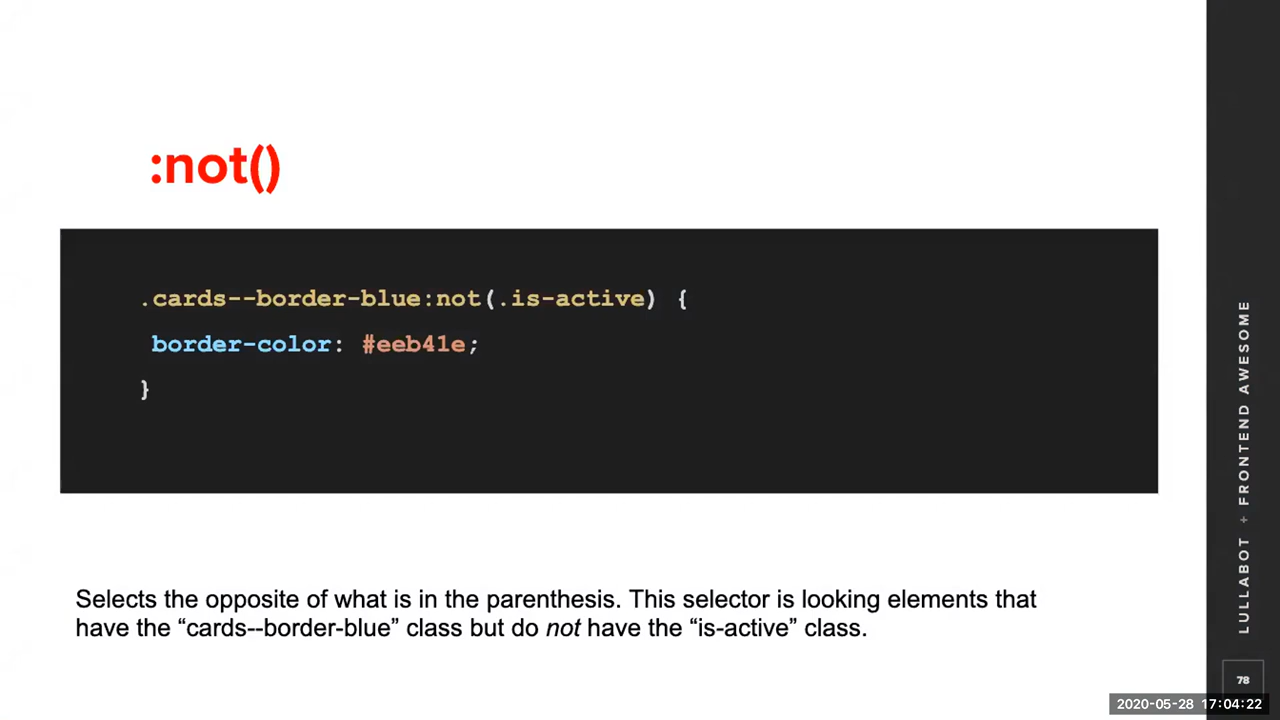 :not()
.cards--border-blue:not(.is-active) {
border-color: #eeb41e;
}
Selects the opposite of what is in the parenthesis. This selector is looking elements that
have the “cards--border-blue” class but do not have the “is-active” class.
LULLABOT + FRONTEND AWESOME
78
2020-05-28 17:04:22